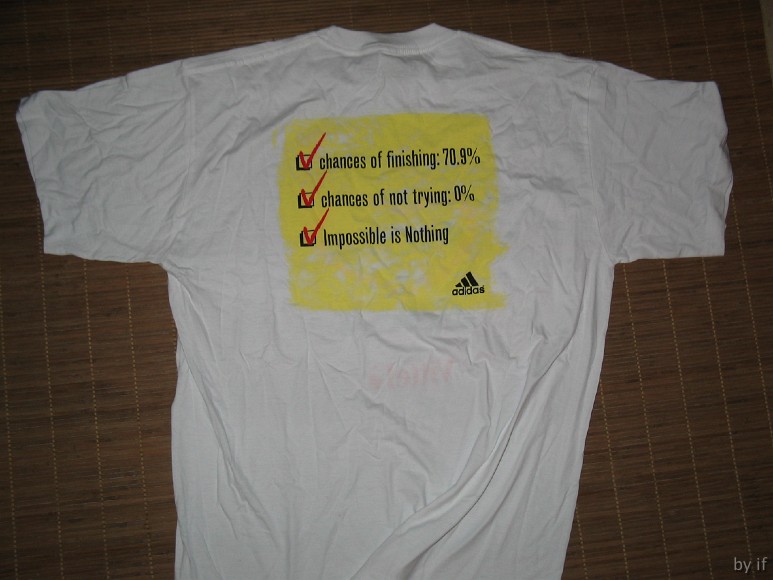 chances of finishing: 70.9%
chances of not trying: 0%
Impossible is Nothing
adidas
by if